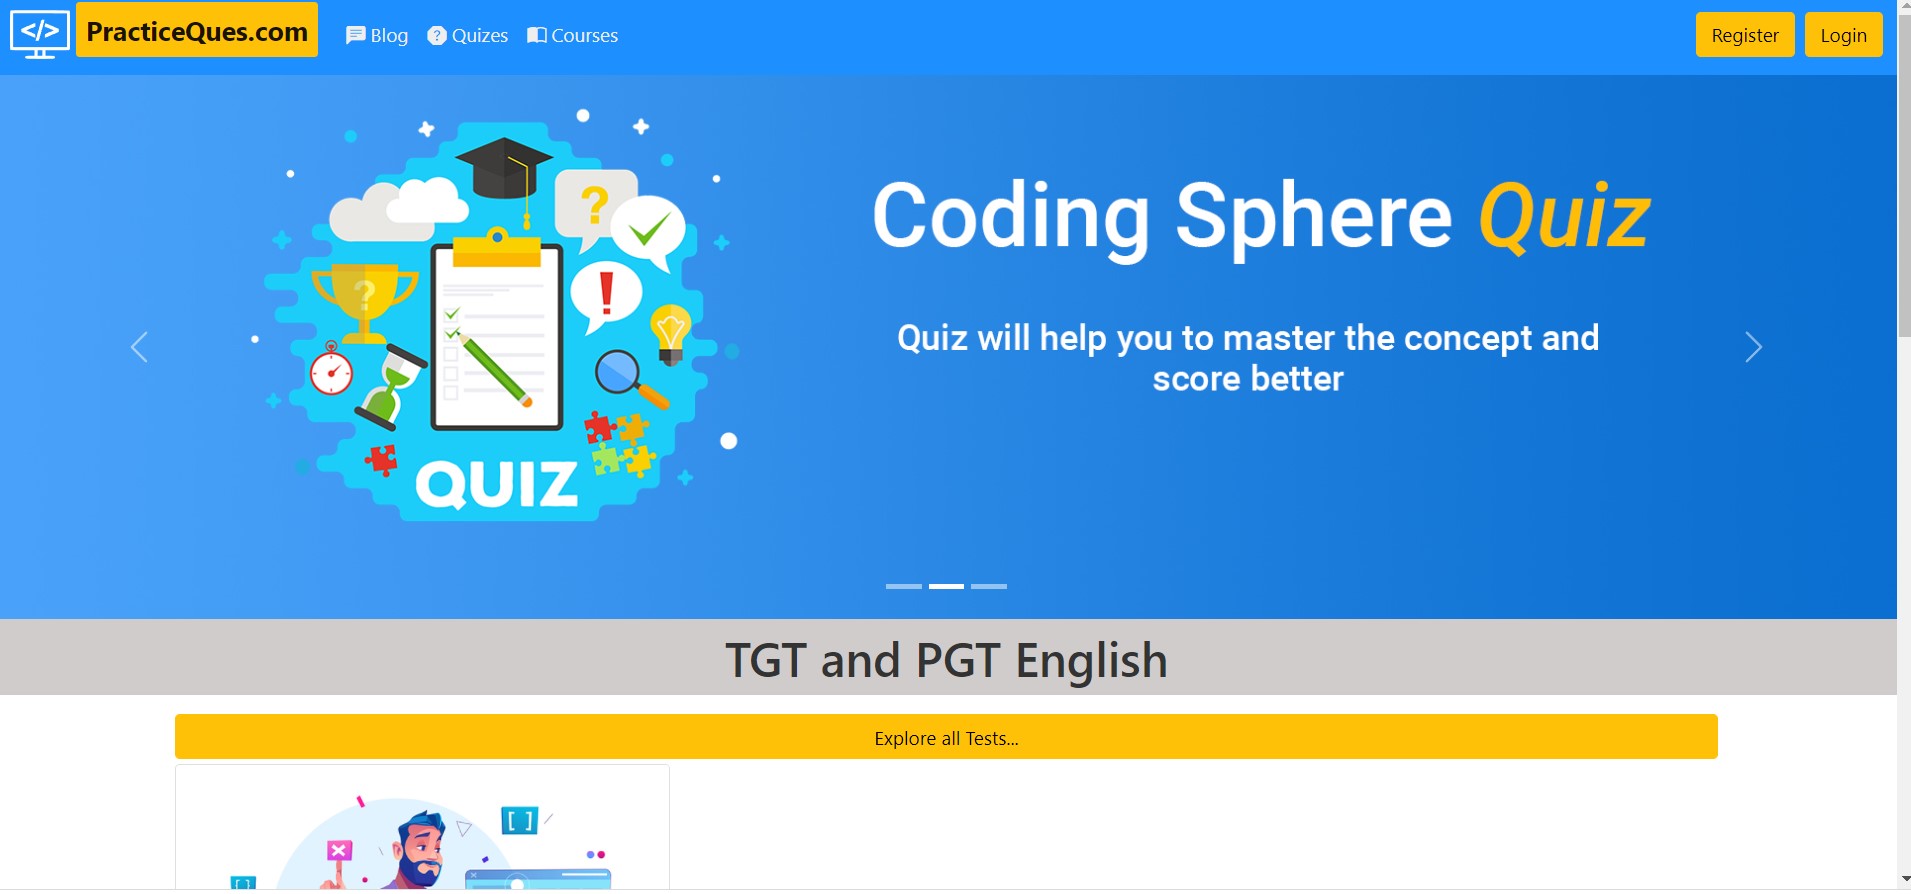 </>
PracticeQues.com
Blog
Quizes
Courses
Register
Login
?
?
!
QUIZ
Coding Sphere Quiz
Quiz will help you to master the concept and
score better
TGT and PGT English
Explore all Tests...
[ ]
[ ]